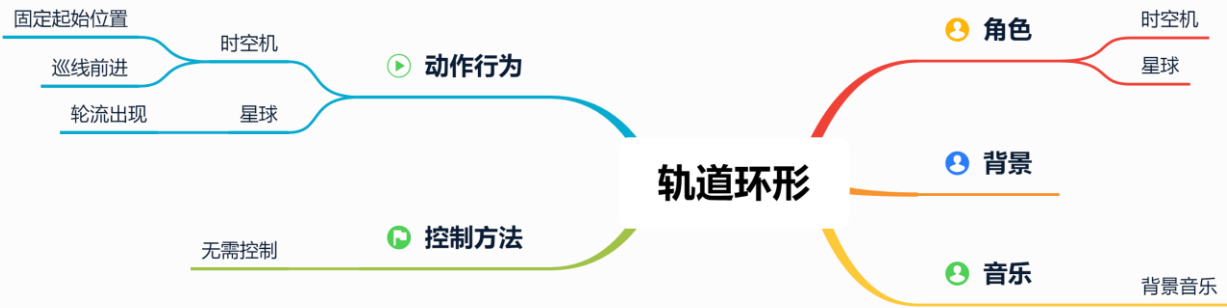 固定起始位置
巡线前进
时空机
轮流出现
星球
动作行为
无需控制
控制方法
轨道环形
角色
时空机
星球
背景
音乐
背景音乐